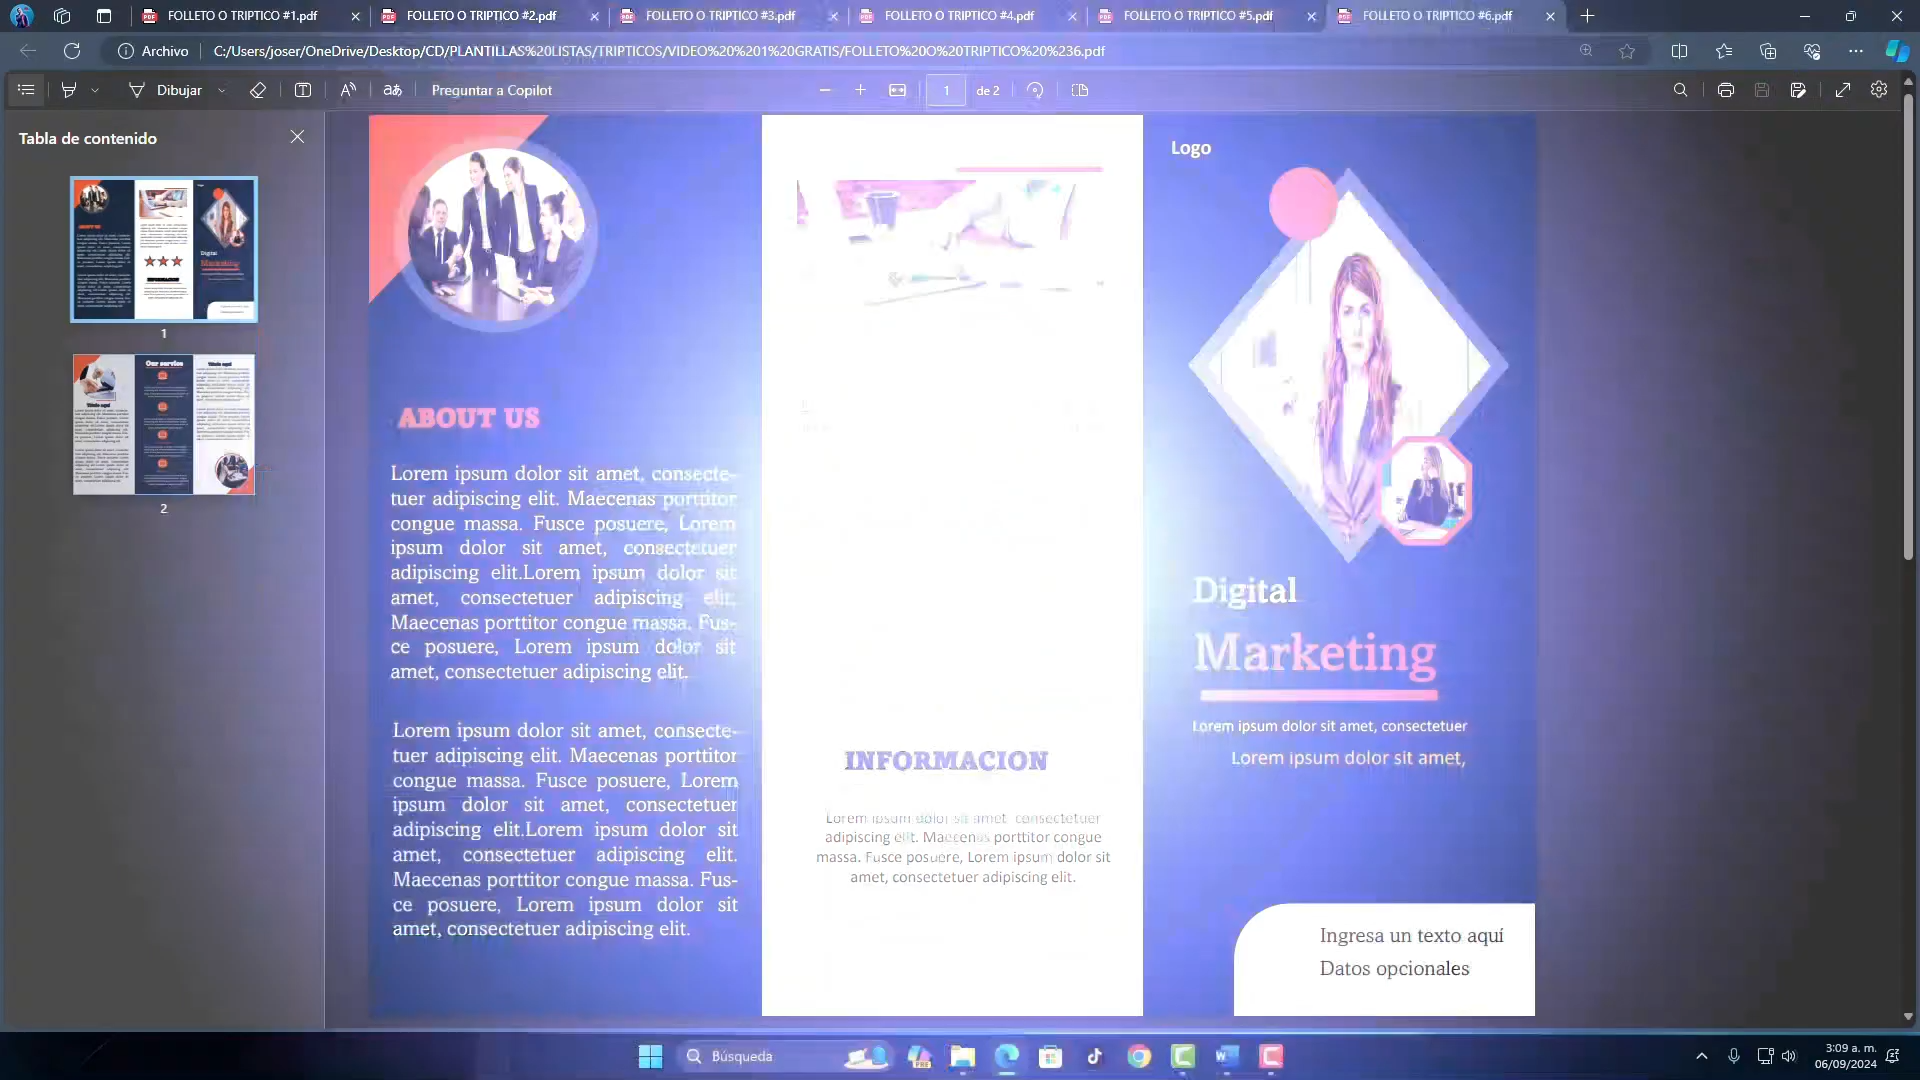 FOLLETO O TRIPTICO #1.pdf
FOLLETO O TRIPTICO #2.pdf
FOLLETO O TRIPTICO #3.pdf
FOLLETO O TRIPTICO #4.pdf
FOLLETO O TRIPTICO #5.pdf
FOLLETO O TRIPTICO #6.pdf
Archivo
C:/Users/joser/OneDrive/Desktop/CD/PLANTILLAS%20LISTAS/TRIPTICOS/VIDEO%20%201%20GRATIS/FOLLETO%20O%20TRIPTICO%20%236.pdf
Dibujar
aあ
Preguntar a Copilot
1
de 2
Tabla de contenido
1
Our service
2
ABOUT US
Lorem ipsum dolor sit amet, consecte-
tuer adipiscing elit. Maecenas porttitor
congue massa. Fusce posuere, Lorem
ipsum dolor sit amet, consectetuer
adipiscing elit.Lorem ipsum dolor sit
amet, consectetuer adipiscing elit.
Maecenas porttitor congue massa. Fus-
ce posuere, Lorem ipsum dolor sit
amet, consectetuer adipiscing elit.
Lorem ipsum dolor sit amet, consecte-
tuer adipiscing elit. Maecenas porttitor
congue massa. Fusce posuere, Lorem
ipsum dolor sit amet, consectetuer
adipiscing elit.Lorem ipsum dolor sit
amet, consectetuer adipiscing elit.
Maecenas porttitor congue massa. Fus-
ce posuere, Lorem ipsum dolor sit
amet, consectetuer adipiscing elit.
INFORMACION
Lorem ipsum dolor sit amet, consectetuer
adipiscing elit. Maecenas porttitor congue
massa. Fusce posuere, Lorem ipsum dolor sit
amet, consectetuer adipiscing elit.
Logo
Digital
Marketing
Lorem ipsum dolor sit amet, consectetuer
Lorem ipsum dolor sit amet,
Ingresa un texto aquí
Datos opcionales
Búsqueda
3:09 a. m.
06/09/2024